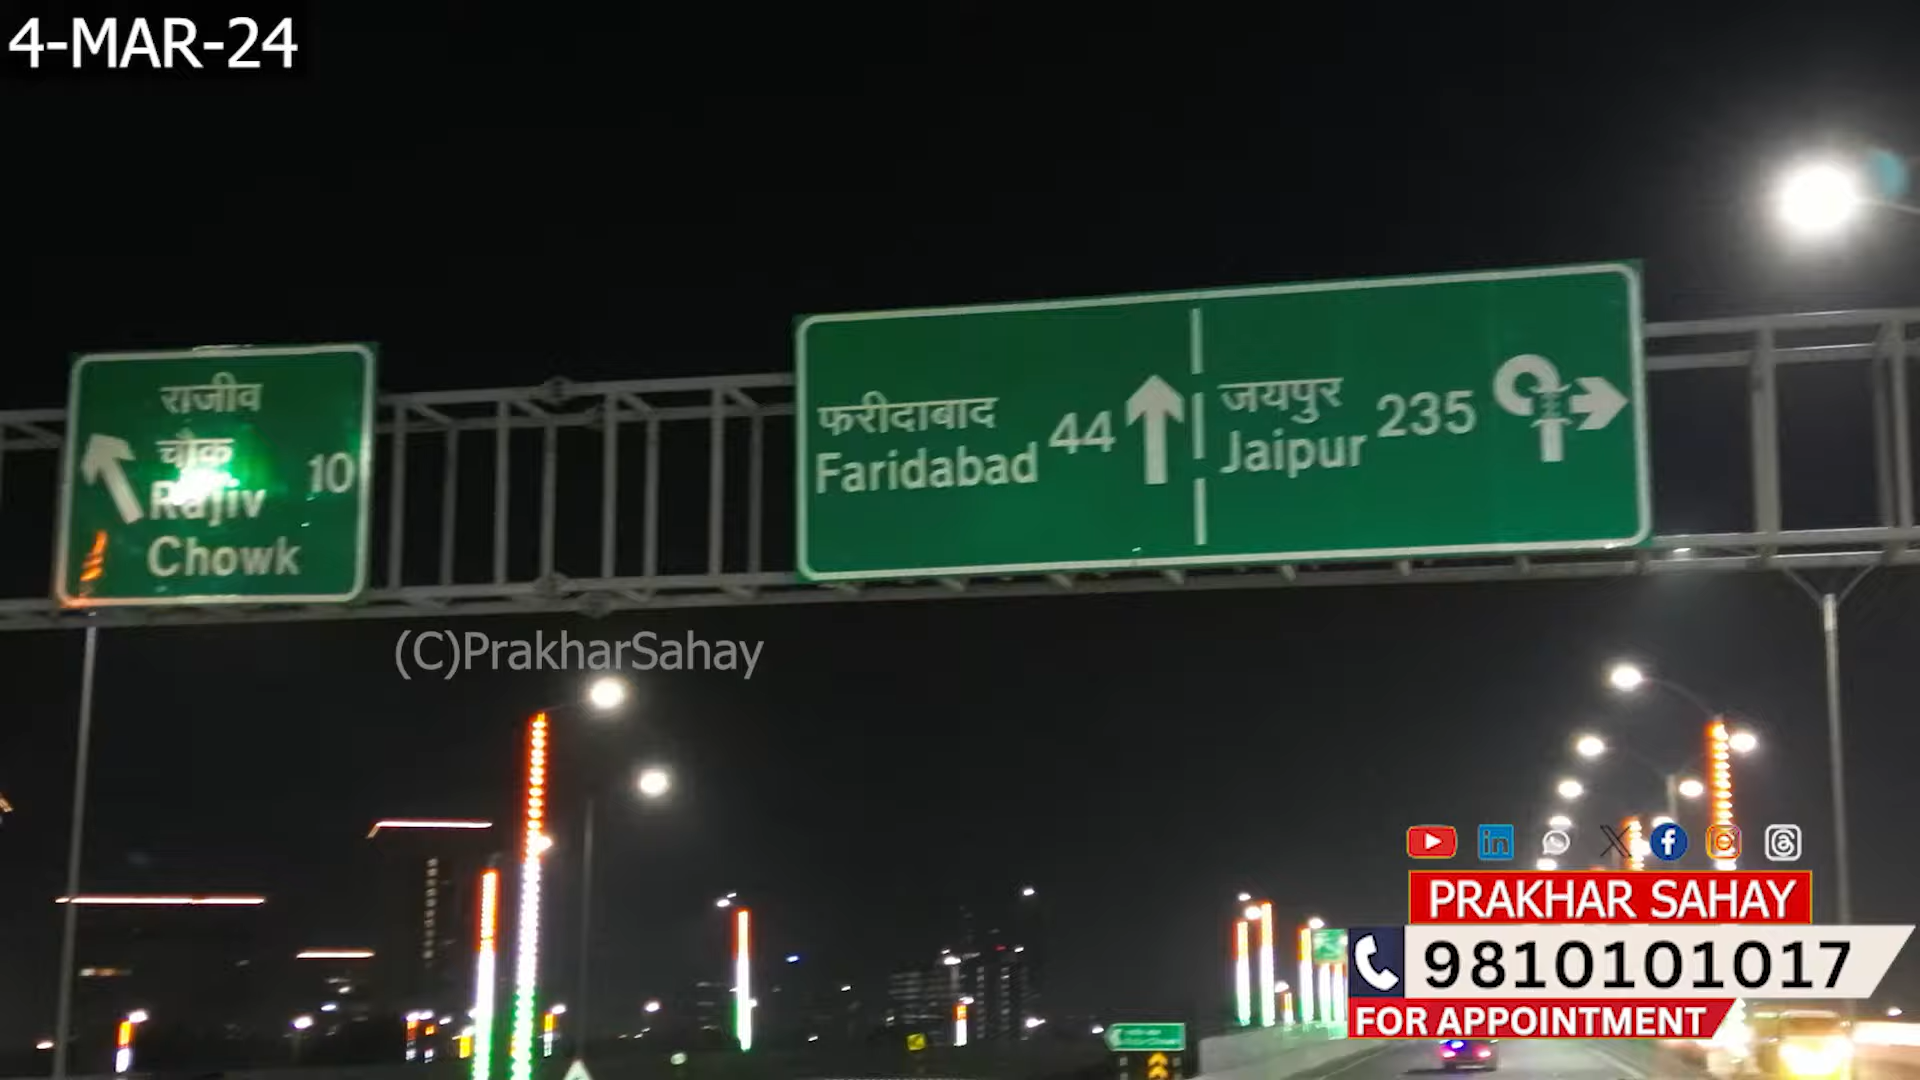 4-MAR-24
राजीव
चौक
Rajiv
Chowk
10
फरीदाबाद
Faridabad
44
जयपुर
Jaipur
235
(C)PrakharSahay
PRAKHAR SAHAY
9810101017
FOR APPOINTMENT